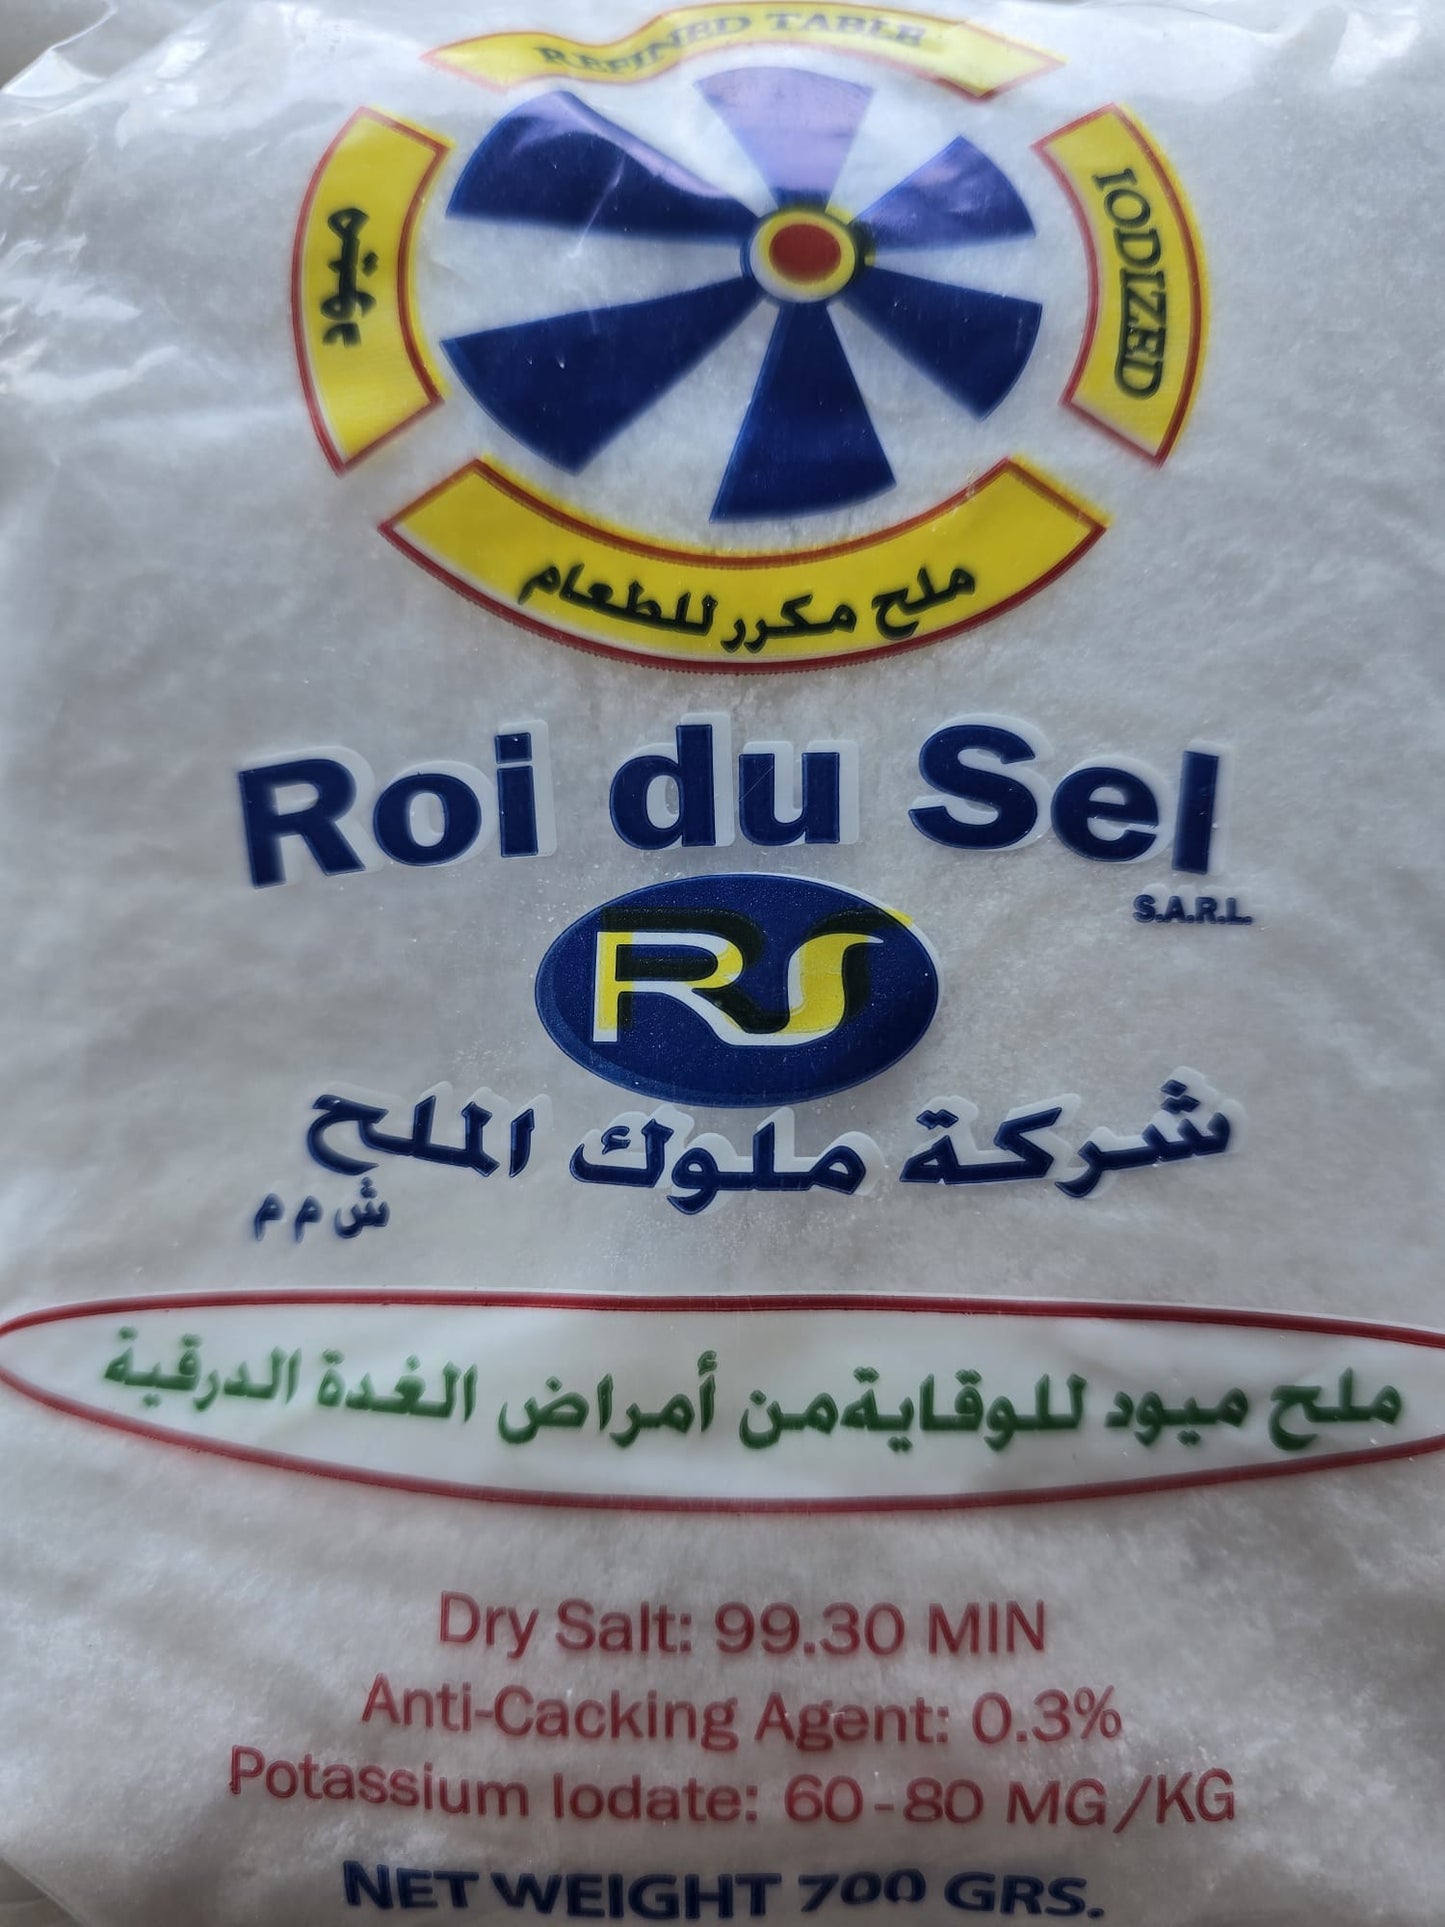 REFINED TABLE
IODIZED
ميود
ملح مكرر للطعام
Roi du Sel
S.A.R.L.
RS
شركة ملوك الملح
ش م م
ملح ميود للوقاية من أمراض الغدة الدرقية
Dry Salt: 99.30 MIN
Anti-Cacking Agent: 0.3%
Potassium Iodate: 60-80 MG/KG
NET WEIGHT 700 GRS.